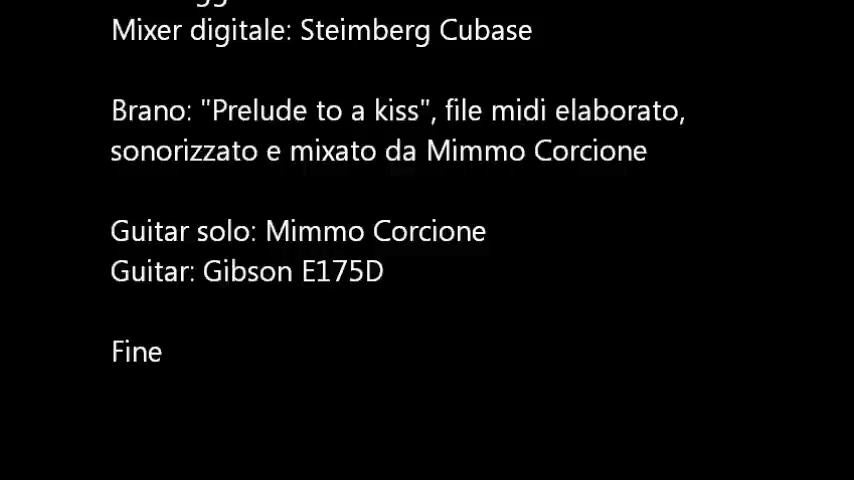 Mixer digitale: Steimberg Cubase
Brano: "Prelude to a kiss", file midi elaborato,
sonorizzato e mixato da Mimmo Corcione
Guitar solo: Mimmo Corcione
Guitar: Gibson E175D
Fine